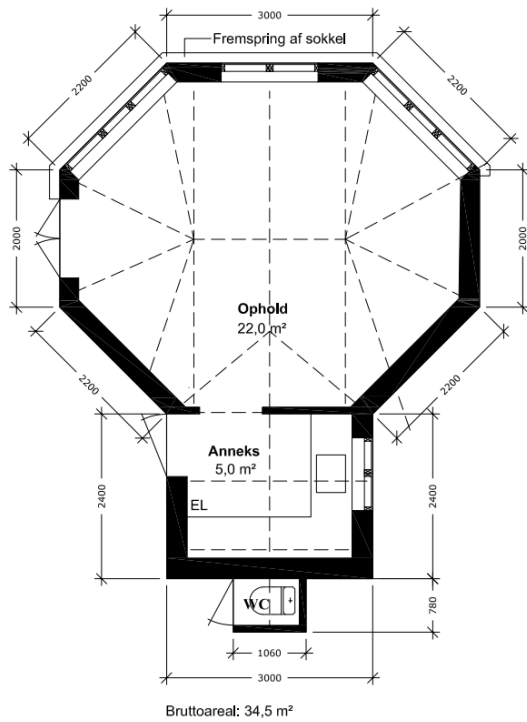 3000
Fremspring af sokkel
2200
2200
2000
2000
Ophold
22,0 m²
2200
2200
Anneks
5,0 m²
EL
2400
2400
WC
780
1060
3000
Bruttoareal: 34,5 m²